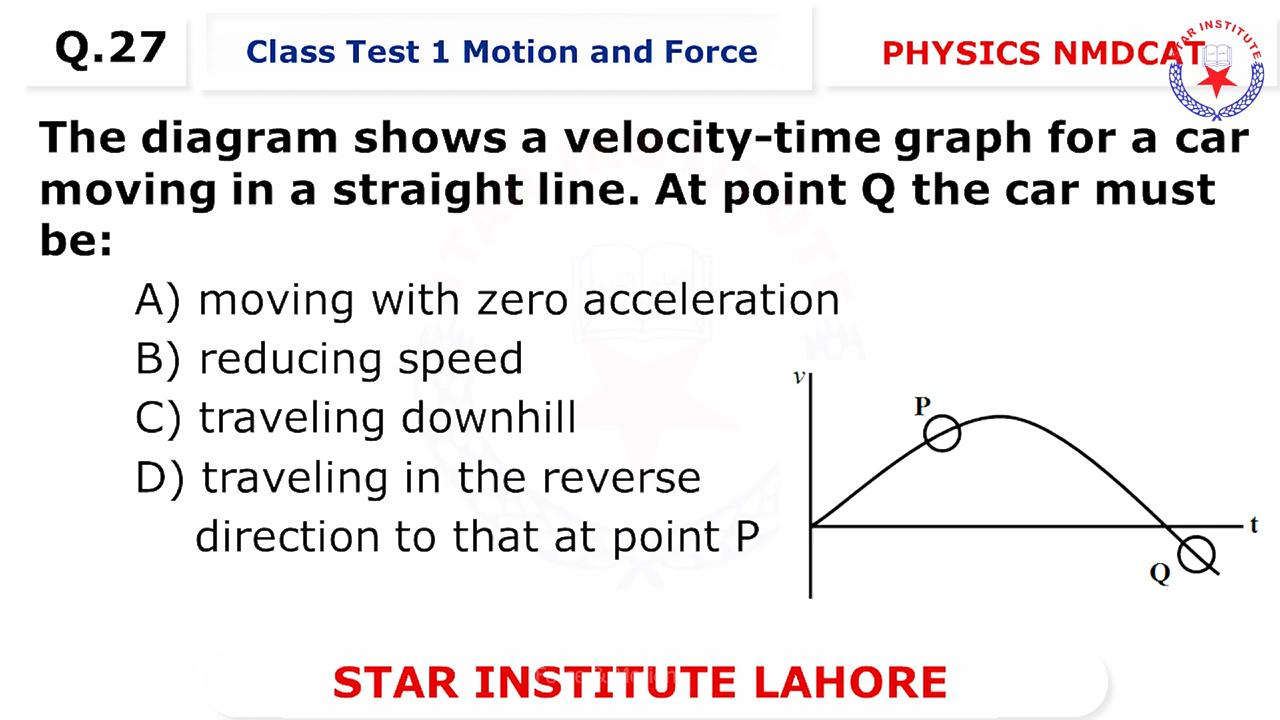 Q.27
Class Test 1 Motion and Force
PHYSICS NMDCAT
STAR INSTITUTE
The diagram shows a velocity-time graph for a car
moving in a straight line. At point Q the car must
be:
A) moving with zero acceleration
B) reducing speed
C) traveling downhill
D) traveling in the reverse
direction to that at point P
v
P
t
Q
STAR INSTITUTE LAHORE